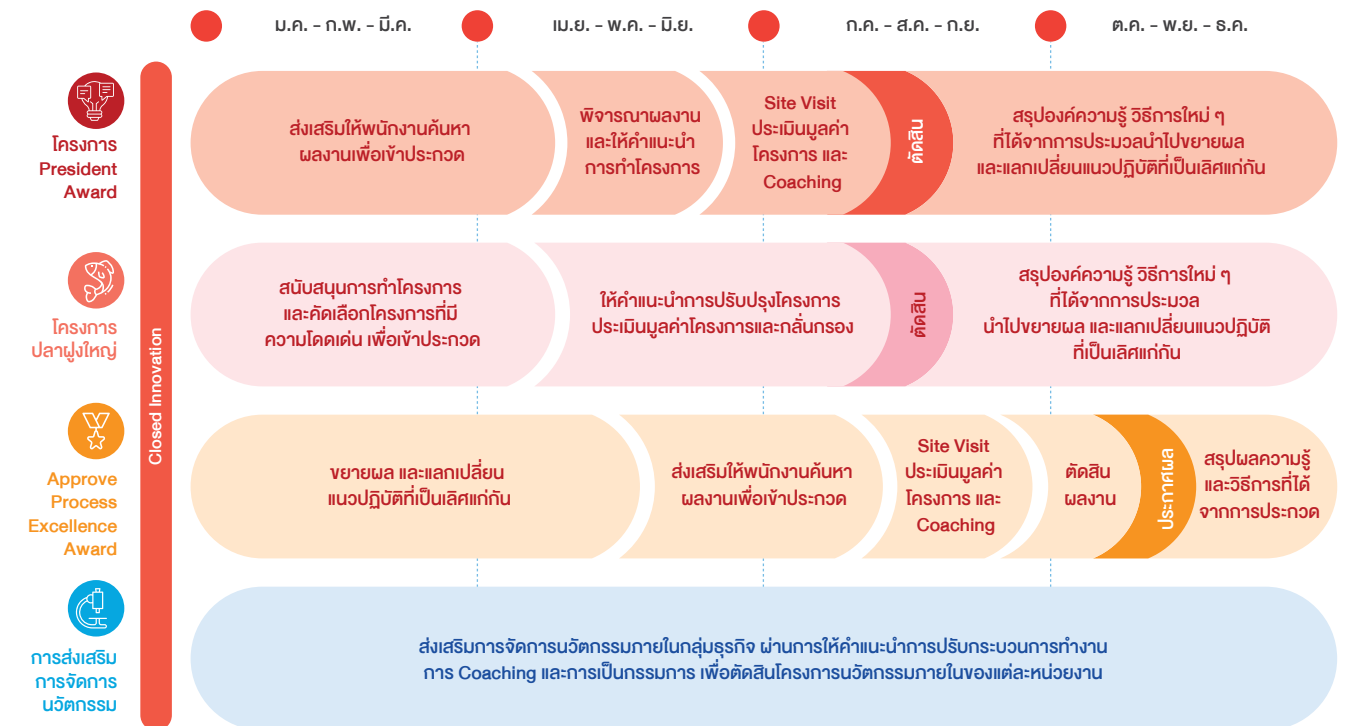 ม.ค. - ก.พ. - มี.ค.
เม.ย. - พ.ค. - มิ.ย.
ก.ค. - ส.ค. - ก.ย.
ต.ค. - พ.ย. - ธ.ค.
Closed Innovation
โครงการ
President
Award
ส่งเสริมให้พนักงานค้นหา
ผลงานเพื่อเข้าประกวด
พิจารณาผลงาน
และให้คำแนะนำ
การทำโครงการ
Site Visit
ประเมินมูลค่า
โครงการ และ
Coaching
ตัดสิน
สรุปองค์ความรู้ วิธีการใหม่ ๆ
ที่ได้จากการประมวลนำไปขยายผล
และแลกเปลี่ยนแนวปฏิบัติที่เป็นเลิศแก่กัน
โครงการ
ปลาฝูงใหญ่
สนับสนุนการทำโครงการ
และคัดเลือกโครงการที่มี
ความโดดเด่น เพื่อเข้าประกวด
ให้คำแนะนำการปรับปรุงโครงการ
ประเมินมูลค่าโครงการและกลั่นกรอง
ตัดสิน
สรุปองค์ความรู้ วิธีการใหม่ ๆ
ที่ได้จากการประมวล
นำไปขยายผล และแลกเปลี่ยนแนวปฏิบัติ
ที่เป็นเลิศแก่กัน
Approve
Process
Excellence
Award
ขยายผล และแลกเปลี่ยน
แนวปฏิบัติที่เป็นเลิศแก่กัน
ส่งเสริมให้พนักงานค้นหา
ผลงานเพื่อเข้าประกวด
Site Visit
ประเมินมูลค่า
โครงการ และ
Coaching
ตัดสิน
ผลงาน
ประกาศผล
สรุปผลความรู้
และวิธีการที่ได้
จากการประกวด
การส่งเสริม
การจัดการ
นวัตกรรม
ส่งเสริมการจัดการนวัตกรรมภายในกลุ่มธุรกิจ ผ่านการให้คำแนะนำการปรับกระบวนการทำงาน
การ Coaching และการเป็นกรรมการ เพื่อตัดสินโครงการนวัตกรรมภายในของแต่ละหน่วยงาน